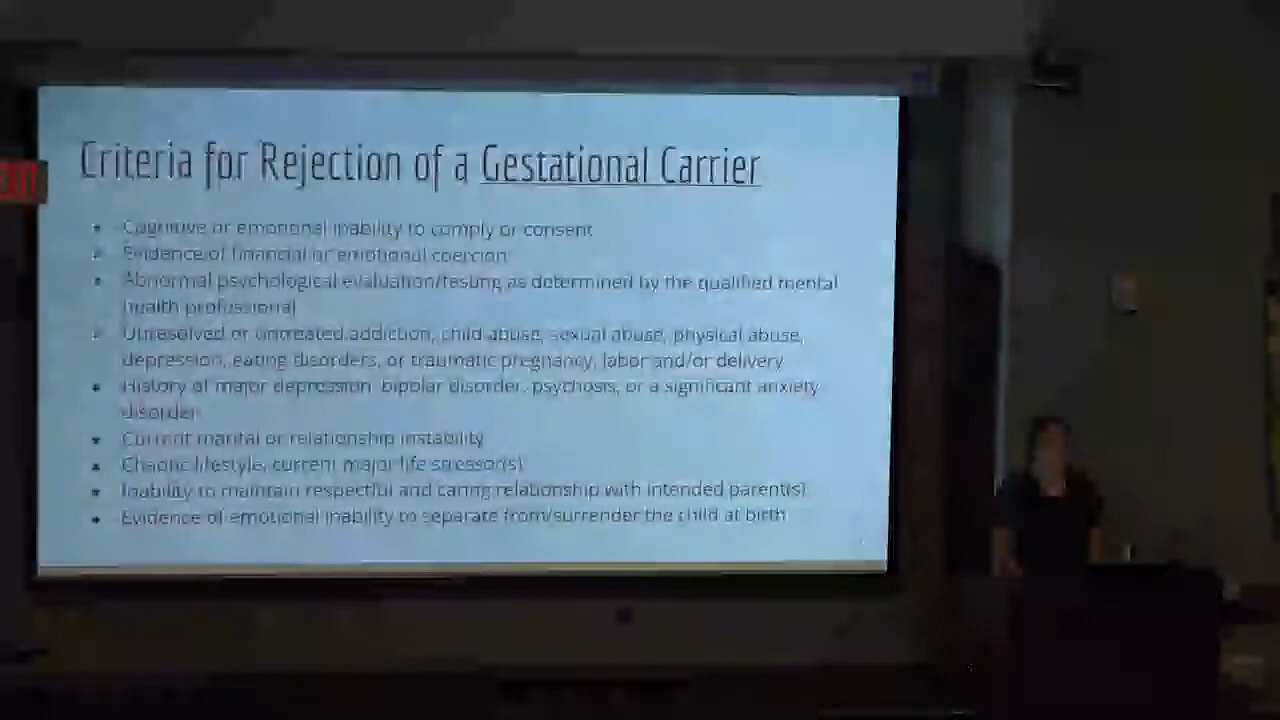 Criteria for Rejection of a Gestational Carrier
Cognitive or emotional inability to comply or consent
Evidence of financial or emotional coercion
Abnormal psychological evaluation/testing as determined by the qualified mental
health professional
Unresolved or untreated addiction, child abuse, sexual abuse, physical abuse,
depression, eating disorders, or traumatic pregnancy, labor and/or delivery
History of major depression, bipolar disorder, psychosis, or a significant anxiety
disorder
Current marital or relationship instability
Chaotic lifestyle, current major life stressor(s)
Inability to maintain respectful and caring relationship with intended parent(s)
Evidence of emotional inability to separate from/surrender the child at birth